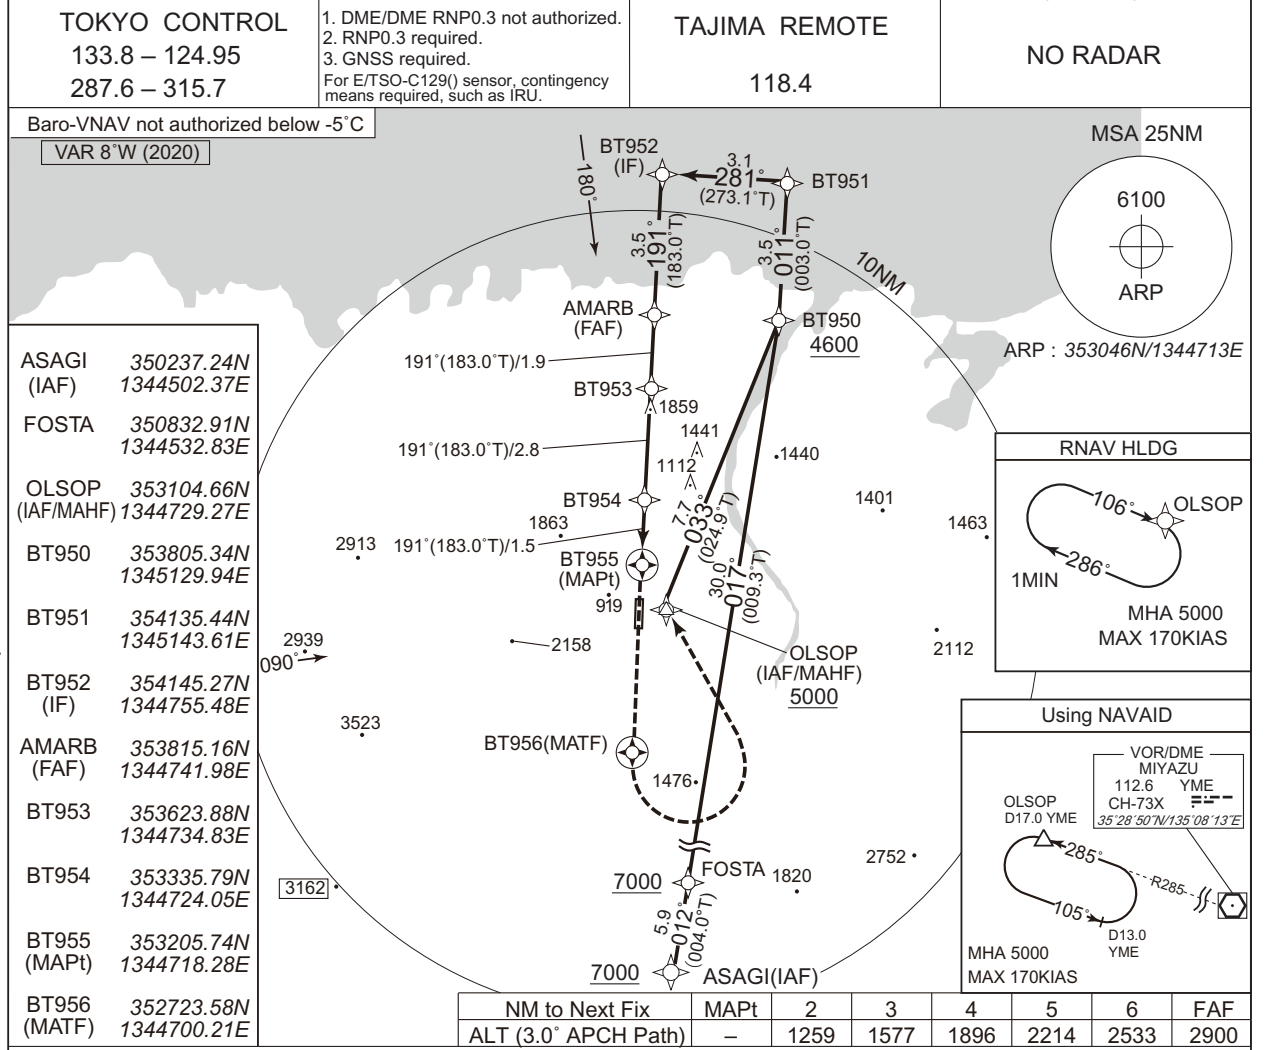 TOKYO CONTROL
133.8 – 124.95
287.6 – 315.7
1. DME/DME RNP0.3 not authorized.
2. RNP0.3 required.
3. GNSS required.
For E/TSO-C129() sensor, contingency
means required, such as IRU.
TAJIMA REMOTE
118.4
NO RADAR
Baro-VNAV not authorized below -5˚C
VAR 8˚W (2020)
MSA 25NM
6100
ARP
ARP : 353046N/1344713E
180˚
BT952
(IF)
3.1
281˚
(273.1˚T)
BT951
3.5
191˚
(183.0˚T)
3.5
011˚
(003.0˚T)
10NM
AMARB
(FAF)
BT950
4600
191˚(183.0˚T)/1.9
BT953
1859
1441
191˚(183.0˚T)/2.8
1112
1440
BT954
1863
7.7
033˚
(024.9˚T)
1401
1463
2913
191˚(183.0˚T)/1.5
BT955
(MAPt)
30.0
017˚
(009.3˚T)
919
2939
090˚
2158
2112
OLSOP
(IAF/MAHF)
5000
3523
BT956(MATF)
1476
2752
FOSTA
7000
1820
3162
5.9
012˚
(004.0˚T)
7000
ASAGI(IAF)
ASAGI 350237.24N
(IAF) 1344502.37E
FOSTA 350832.91N
1344532.83E
OLSOP 353104.66N
(IAF/MAHF) 1344729.27E
BT950 353805.34N
1345129.94E
BT951 354135.44N
1345143.61E
BT952 354145.27N
(IF) 1344755.48E
AMARB 353815.16N
(FAF) 1344741.98E
BT953 353623.88N
1344734.83E
BT954 353335.79N
1344724.05E
BT955 353205.74N
(MAPt) 1344718.28E
BT956 352723.58N
(MATF) 1344700.21E
RNAV HLDG
106˚
OLSOP
286˚
1MIN
MHA 5000
MAX 170KIAS
Using NAVAID
VOR/DME
MIYAZU
112.6 YME
CH-73X
35˚28´50˝N/135˚08´13˝E
OLSOP
D17.0 YME
285˚
R285
105˚
D13.0
YME
MHA 5000
MAX 170KIAS
NM to Next Fix MAPt 2 3 4 5 6 FAF
ALT (3.0˚ APCH Path) – 1259 1577 1896 2214 2533 2900